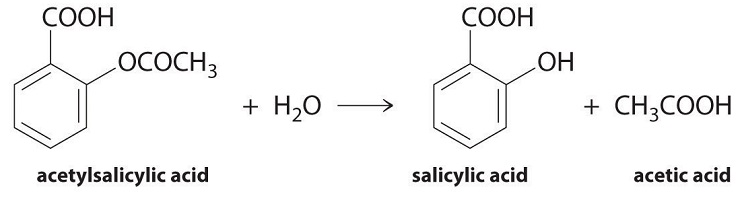 COOH
OCOCH₃
+ H₂O
COOH
OH
+ CH₃COOH
acetylsalicylic acid
salicylic acid
acetic acid